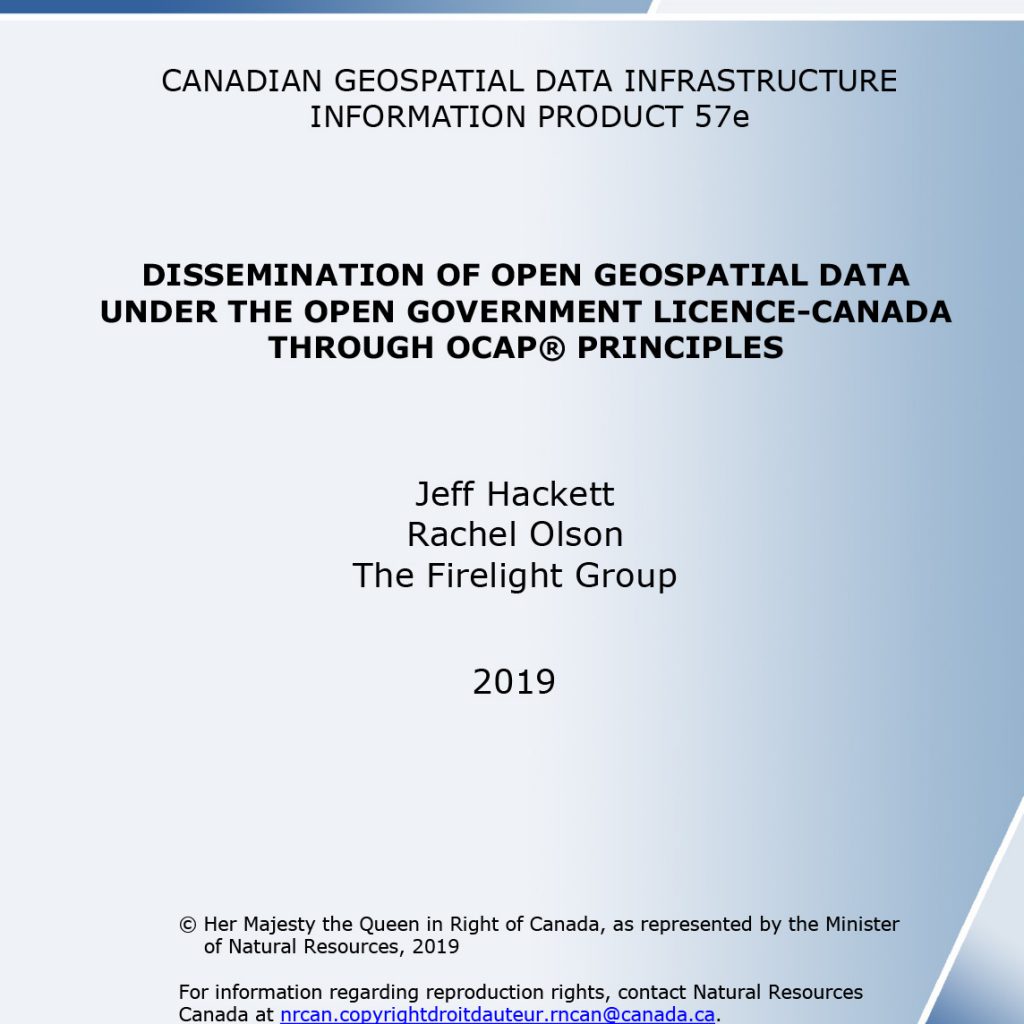 CANADIAN GEOSPATIAL DATA INFRASTRUCTURE
INFORMATION PRODUCT 57e
DISSEMINATION OF OPEN GEOSPATIAL DATA
UNDER THE OPEN GOVERNMENT LICENCE-CANADA
THROUGH OCAP® PRINCIPLES
Jeff Hackett
Rachel Olson
The Firelight Group
2019
© Her Majesty the Queen in Right of Canada, as represented by the Minister
of Natural Resources, 2019
For information regarding reproduction rights, contact Natural Resources
Canada at nrcan.copyrightdroitdauteur.rncan@canada.ca.